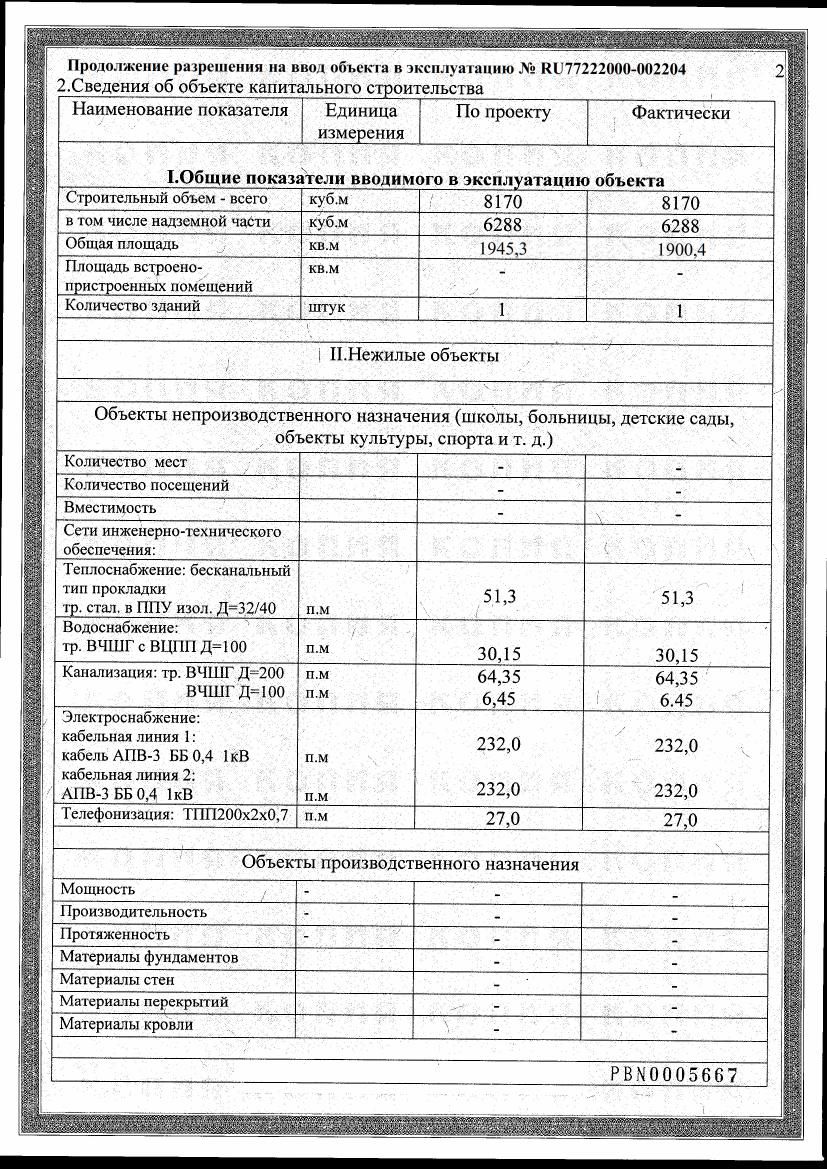 Продолжение разрешения на ввод объекта в эксплуатацию № RU77222000-002204
2
2.Сведения об объекте капитального строительства
Наименование показателя Единица измерения По проекту Фактически
I.Общие показатели вводимого в эксплуатацию объекта
Строительный объем - всего куб.м 8170 8170
в том числе надземной части куб.м 6288 6288
Общая площадь кв.м 1945,3 1900,4
Площадь встроено- кв.м - -
пристроенных помещений
Количество зданий штук 1 1
II.Нежилые объекты
Объекты непроизводственного назначения (школы, больницы, детские сады,
объекты культуры, спорта и т. д.)
Количество мест
Количество посещений - -
Вместимость - -
Сети инженерно-технического
обеспечения:
Теплоснабжение: бесканальный
тип прокладки 51,3 51,3
тр. стал. в ППУ изол. Д=32/40 п.м
Водоснабжение:
тр. ВЧШГ с ВЦПП Д=100 п.м 30,15 30,15
Канализация: тр. ВЧШГ Д=200 п.м 64,35 64,35
ВЧШГ Д=100 п.м 6,45 6.45
Электроснабжение:
кабельная линия 1: 232,0 232,0
кабель АПВ-3 ББ 0,4 1кВ п.м
кабельная линия 2:
АПВ-3 ББ 0,4 1кВ п.м 232,0 232,0
Телефонизация: ТПП200х2х0,7 п.м 27,0 27,0
Объекты производственного назначения
Мощность - - -
Производительность - - -
Протяженность - - -
Материалы фундаментов - -
Материалы стен - -
Материалы перекрытий - -
Материалы кровли - -
PBN0005667